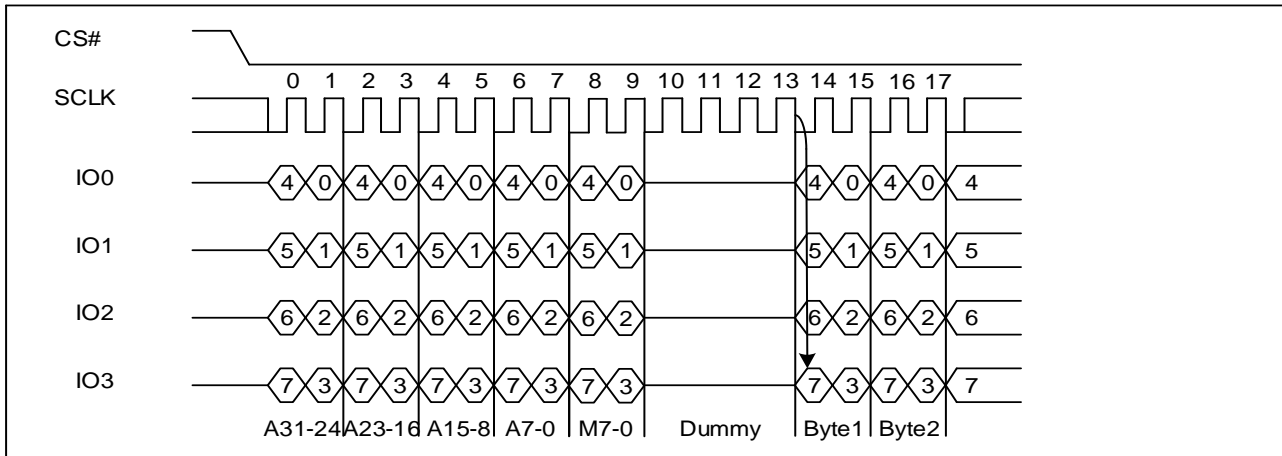 CS#
0 1 2 3 4 5 6 7 8 9 10 11 12 13 14 15 16 17
SCLK
IO0 4 0 4 0 4 0 4 0 4 0 4 0 4 0 4
IO1 5 1 5 1 5 1 5 1 5 1 5 1 5 1 5
IO2 6 2 6 2 6 2 6 2 6 2 6 2 6 2 6
IO3 7 3 7 3 7 3 7 3 7 3 7 3 7 3 7
A31-24 A23-16 A15-8 A7-0 M7-0 Dummy Byte1 Byte2